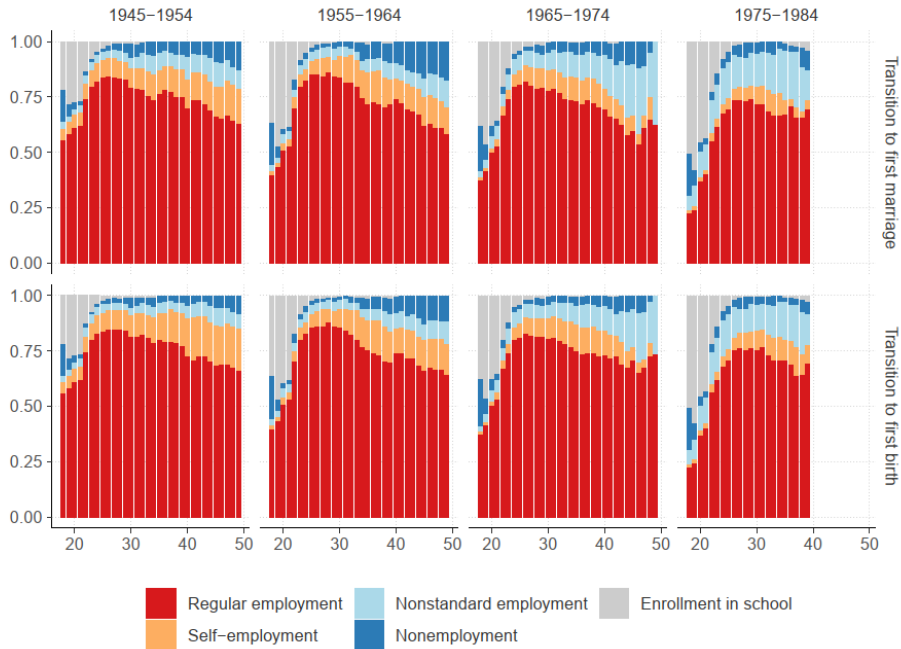 1945−1954 1955−1964 1965−1974 1975−1984
1.00
0.75
0.50
0.25
0.00
Transition to first marriage
1.00
0.75
0.50
0.25
0.00
Transition to first birth
20 30 40 50 20 30 40 50 20 30 40 50 20 30 40 50
Regular employment Nonstandard employment Enrollment in school
Self−employment Nonemployment